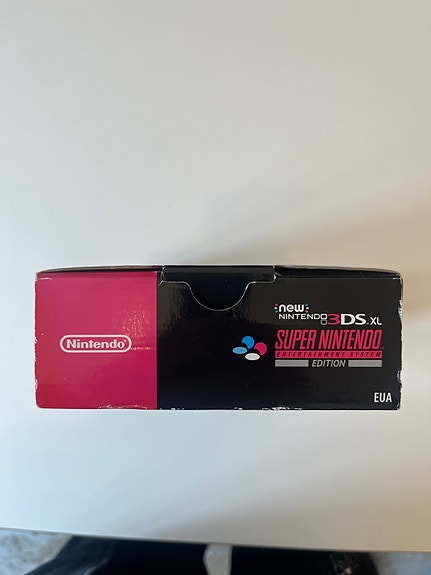 Nintendo®
new
NINTENDO 3DS XL
SUPER NINTENDO
ENTERTAINMENT SYSTEM
EDITION
EUA